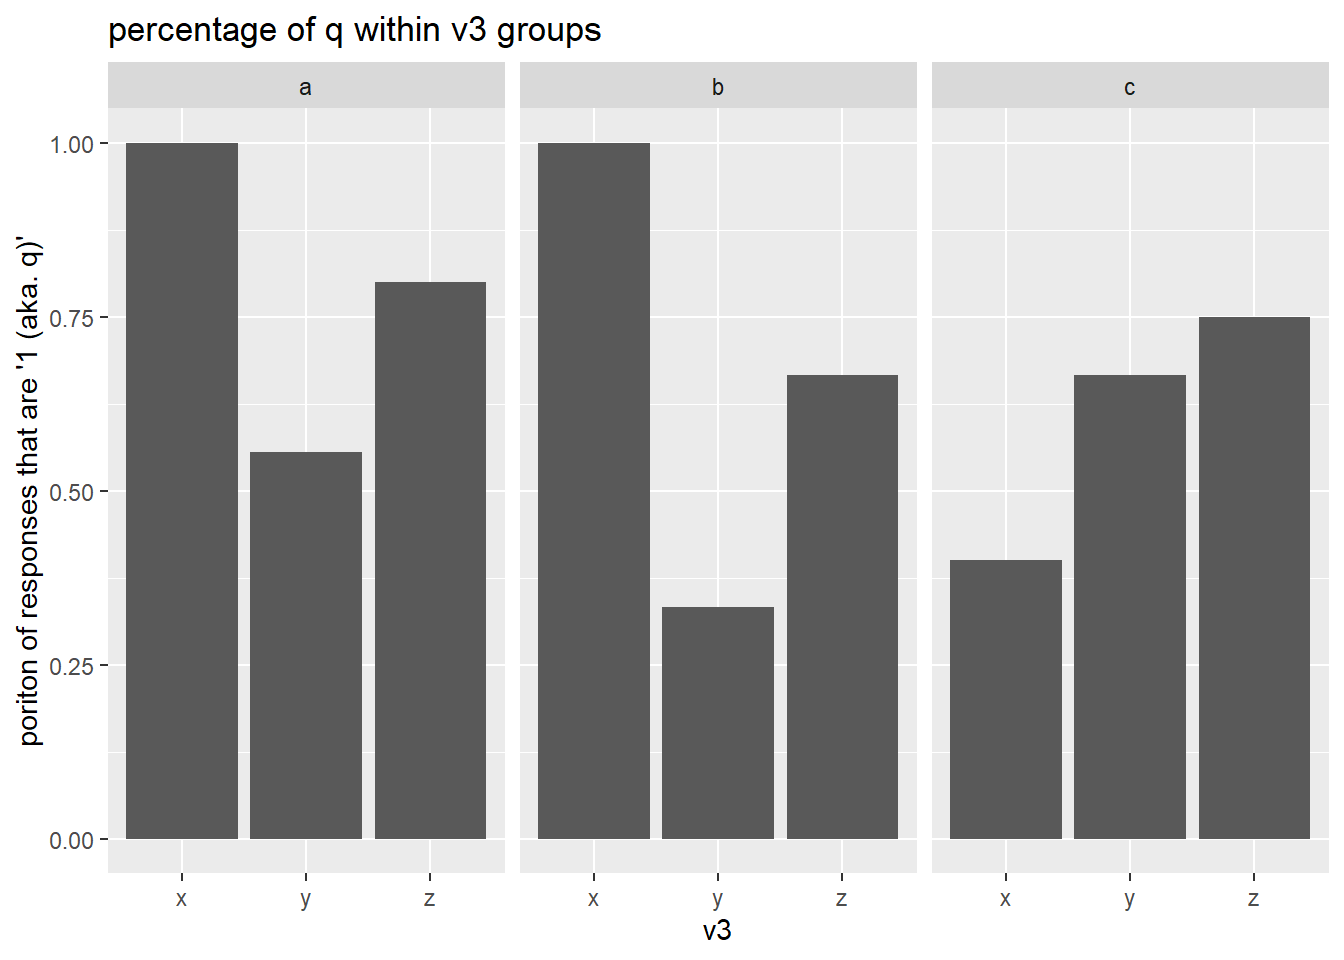 percentage of q within v3 groups
a
b
c
poriton of responses that are '1 (aka. q)'
1.00
0.75
0.50
0.25
0.00
x y z
x y z
x y z
v3